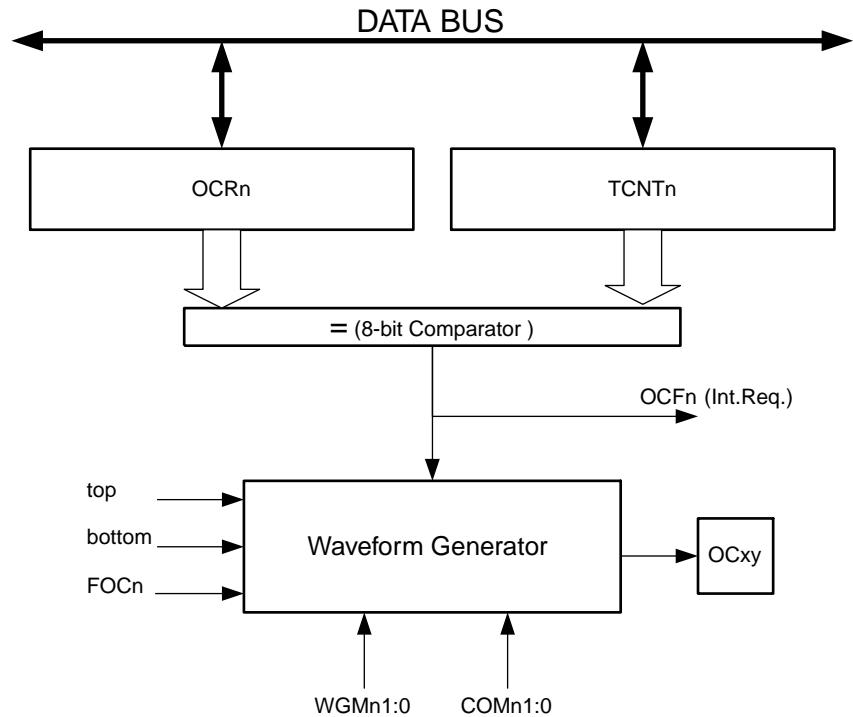 DATA BUS
OCRn
TCNTn
= (8-bit Comparator )
OCFn (Int.Req.)
top
bottom
FOCn
Waveform Generator
OCxy
WGMn1:0
COMn1:0